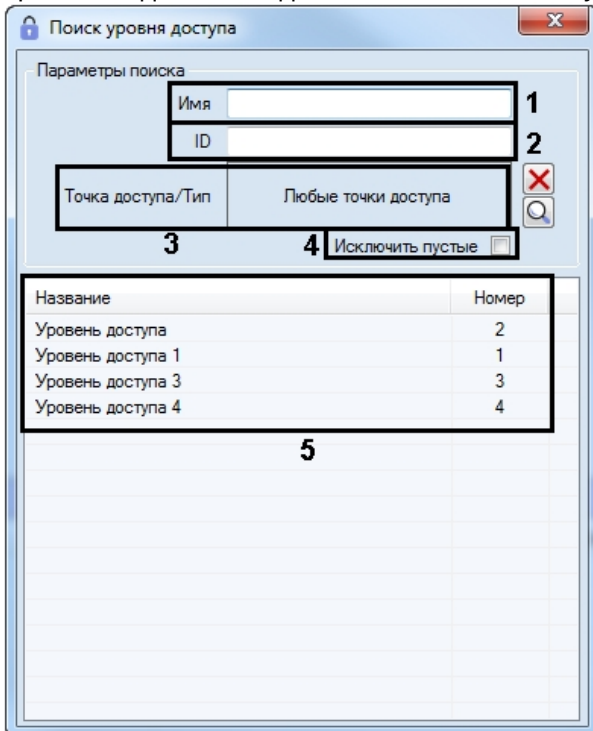 Поиск уровня доступа
Параметры поиска
Имя 1
ID 2
Точка доступа/Тип Любые точки доступа
3 4 Исключить пустые
Название Номер
Уровень доступа 2
Уровень доступа 1 1
Уровень доступа 3 3
Уровень доступа 4 4
5